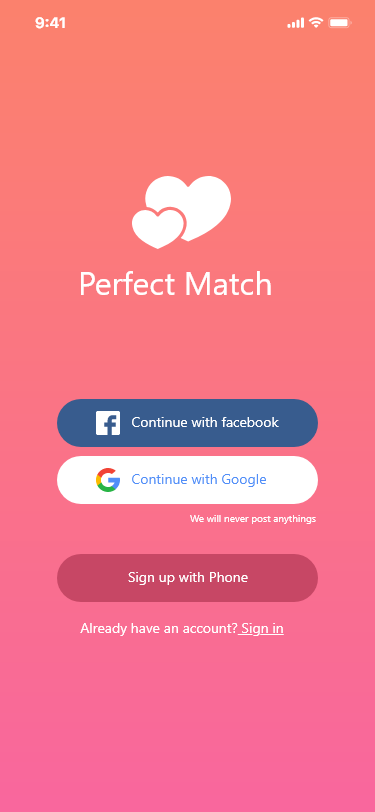 9:41
Perfect Match
Continue with facebook
Continue with Google
We will never post anythings
Sign up with Phone
Already have an account? Sign in